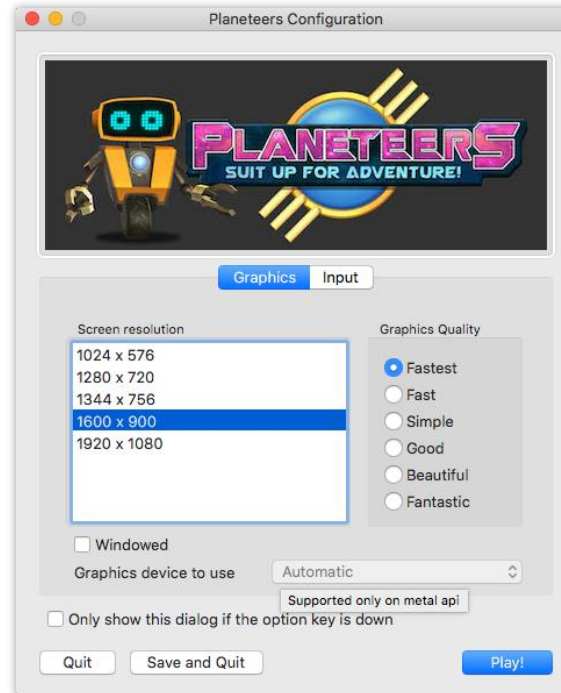 Planeteers Configuration
PLANETEERS
SUIT UP FOR ADVENTURE!
Graphics
Input
Screen resolution
1024 x 576
1280 x 720
1344 x 756
1600 x 900
1920 x 1080
Graphics Quality
Fastest
Fast
Simple
Good
Beautiful
Fantastic
Windowed
Graphics device to use
Automatic
Supported only on metal api
Only show this dialog if the option key is down
Quit
Save and Quit
Play!